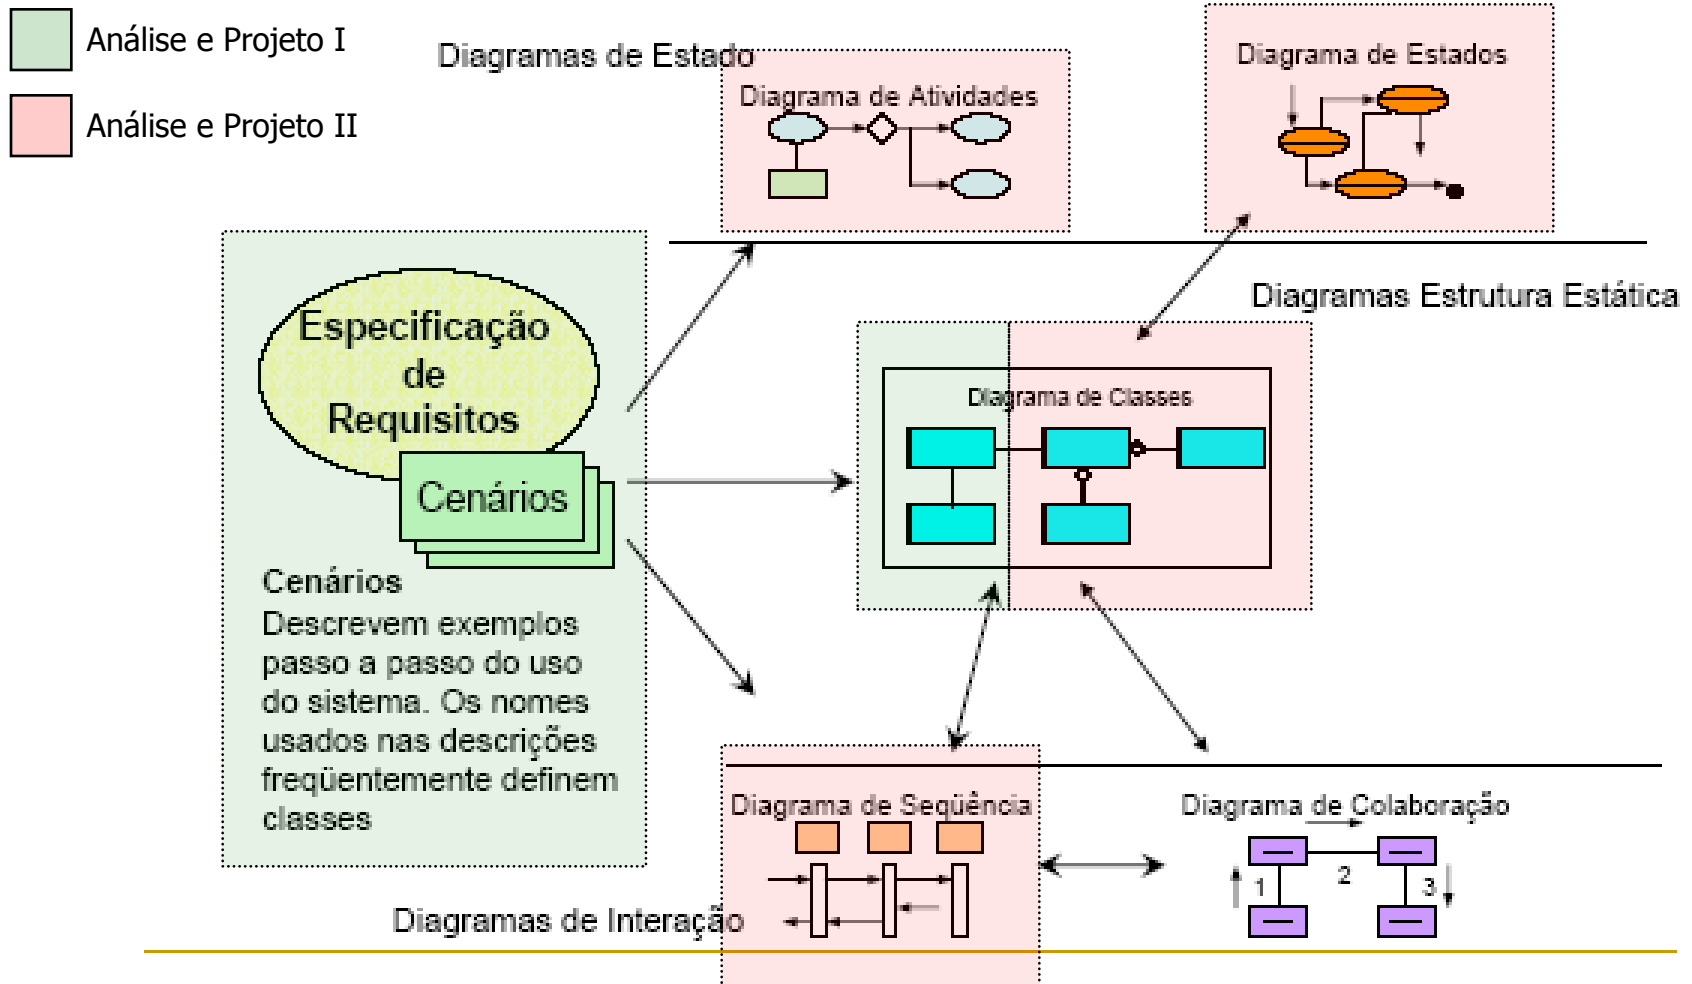 Análise e Projeto I
Análise e Projeto II
Diagramas de Estado
Diagrama de Atividades
Diagrama de Estados
Especificação
de
Requisitos
Cenários
Cenários
Descrevem exemplos
passo a passo do uso
do sistema. Os nomes
usados nas descrições
freqüentemente definem
classes
Diagramas Estrutura Estática
Diagrama de Classes
Diagrama de Seqüência
Diagrama de Colaboração
1
2
3
Diagramas de Interação